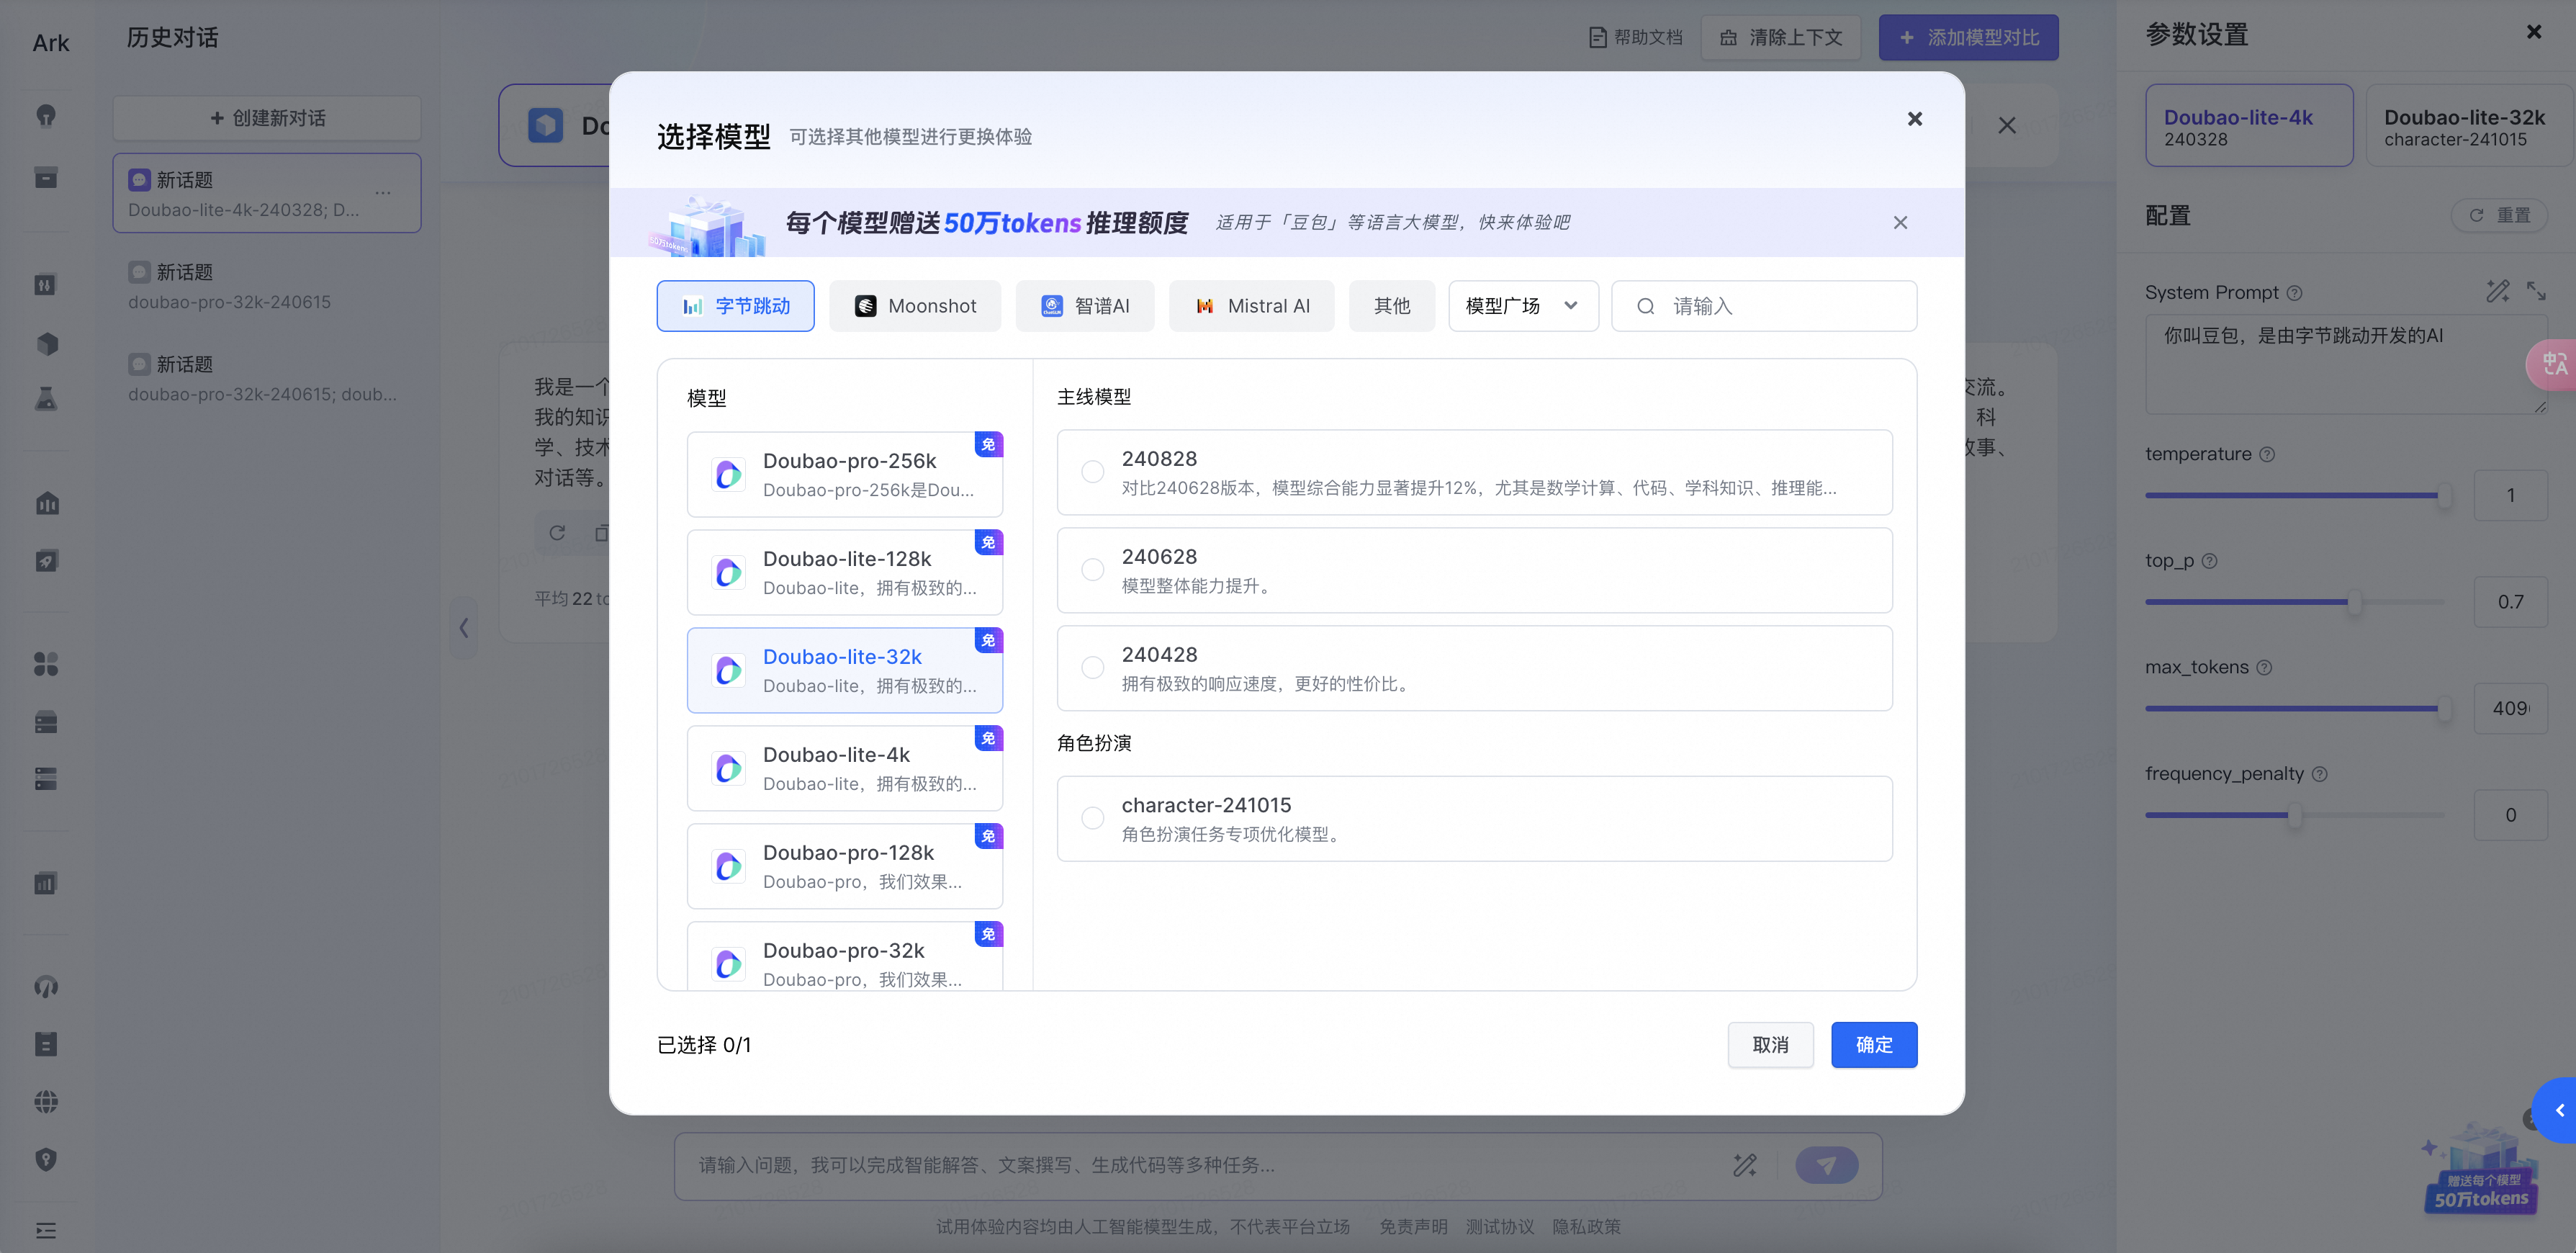 Ark
历史对话
帮助文档
清除上下文
+ 添加模型对比
参数设置
+ 创建新对话
新话题
Doubao-lite-4k-240328; D...
新话题
doubao-pro-32k-240615
新话题
doubao-pro-32k-240615; doub...
Do
我是一个
我的知识
学、技术
对话等。
平均 22 to
交流。
科
故事、
选择模型 可选择其他模型进行更换体验
每个模型赠送50万tokens推理额度 适用于「豆包」等语言大模型，快来体验吧
字节跳动
Moonshot
智谱AI
Mistral AI
其他
模型广场
请输入
模型
Doubao-pro-256k
免
Doubao-pro-256k是Dou...
Doubao-lite-128k
免
Doubao-lite，拥有极致的...
Doubao-lite-32k
免
Doubao-lite，拥有极致的...
Doubao-lite-4k
免
Doubao-lite，拥有极致的...
Doubao-pro-128k
免
Doubao-pro，我们效果...
Doubao-pro-32k
免
Doubao-pro，我们效果...
主线模型
240828
对比240628版本，模型综合能力显著提升12%，尤其是数学计算、代码、学科知识、推理能...
240628
模型整体能力提升。
240428
拥有极致的响应速度，更好的性价比。
角色扮演
character-241015
角色扮演任务专项优化模型。
已选择 0/1
取消
确定
请输入问题，我可以完成智能解答、文案撰写、生成代码等多种任务...
试用体验内容均由人工智能模型生成，不代表平台立场 免责声明 测试协议 隐私政策
Doubao-lite-4k
240328
Doubao-lite-32k
character-241015
配置
重置
System Prompt
你叫豆包，是由字节跳动开发的AI
temperature
1
top_p
0.7
max_tokens
409
frequency_penalty
0
赠送每个模型
50万tokens